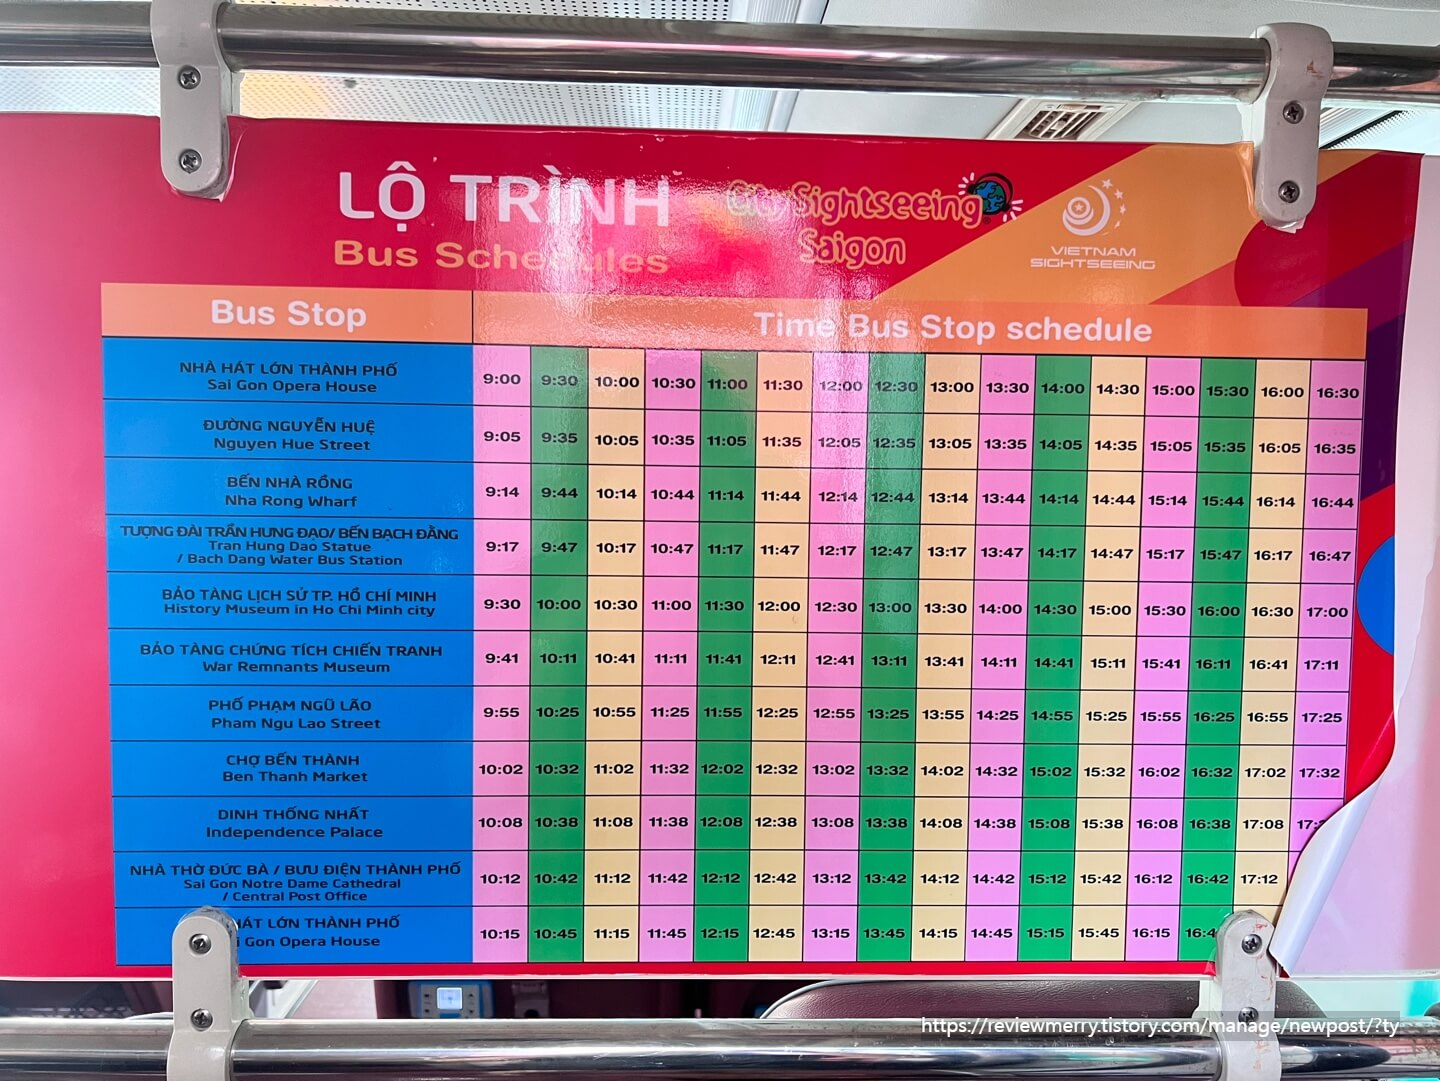 LỘ TRÌNH
Bus Schedules
City Sightseeing
Saigon
VIETNAM
SIGHTSEEING
Bus Stop
Time Bus Stop schedule
NHÀ HÁT LỚN THÀNH PHỐ
Sai Gon Opera House
9:00 9:30 10:00 10:30 11:00 11:30 12:00 12:30 13:00 13:30 14:00 14:30 15:00 15:30 16:00 16:30
ĐƯỜNG NGUYỄN HUỆ
Nguyen Hue Street
9:05 9:35 10:05 10:35 11:05 11:35 12:05 12:35 13:05 13:35 14:05 14:35 15:05 15:35 16:05 16:35
BẾN NHÀ RỒNG
Nha Rong Wharf
9:14 9:44 10:14 10:44 11:14 11:44 12:14 12:44 13:14 13:44 14:14 14:44 15:14 15:44 16:14 16:44
TƯỢNG ĐÀI TRẦN HƯNG ĐẠO/ BẾN BẠCH ĐẰNG
Tran Hung Dao Statue
/ Bach Dang Water Bus Station
9:17 9:47 10:17 10:47 11:17 11:47 12:17 12:47 13:17 13:47 14:17 14:47 15:17 15:47 16:17 16:47
BẢO TÀNG LỊCH SỬ TP. HỒ CHÍ MINH
History Museum in Ho Chi Minh city
9:30 10:00 10:30 11:00 11:30 12:00 12:30 13:00 13:30 14:00 14:30 15:00 15:30 16:00 16:30 17:00
BẢO TÀNG CHỨNG TÍCH CHIẾN TRANH
War Remnants Museum
9:41 10:11 10:41 11:11 11:41 12:11 12:41 13:11 13:41 14:11 14:41 15:11 15:41 16:11 16:41 17:11
PHỐ PHẠM NGŨ LÃO
Pham Ngu Lao Street
9:55 10:25 10:55 11:25 11:55 12:25 12:55 13:25 13:55 14:25 14:55 15:25 15:55 16:25 16:55 17:25
CHỢ BẾN THÀNH
Ben Thanh Market
10:02 10:32 11:02 11:32 12:02 12:32 13:02 13:32 14:02 14:32 15:02 15:32 16:02 16:32 17:02 17:32
DINH THỐNG NHẤT
Independence Palace
10:08 10:38 11:08 11:38 12:08 12:38 13:08 13:38 14:08 14:38 15:08 15:38 16:08 16:38 17:08
NHÀ THỜ ĐỨC BÀ / BƯU ĐIỆN THÀNH PHỐ
Sai Gon Notre Dame Cathedral
/ Central Post Office
10:12 10:42 11:12 11:42 12:12 12:42 13:12 13:42 14:12 14:42 15:12 15:42 16:12 16:42 17:12
HÁT LỚN THÀNH PHỐ
Gon Opera House
10:15 10:45 11:15 11:45 12:15 12:45 13:15 13:45 14:15 14:45 15:15 15:45 16:15
https://reviewmerry.tistory.com/manage/newpost/?ty